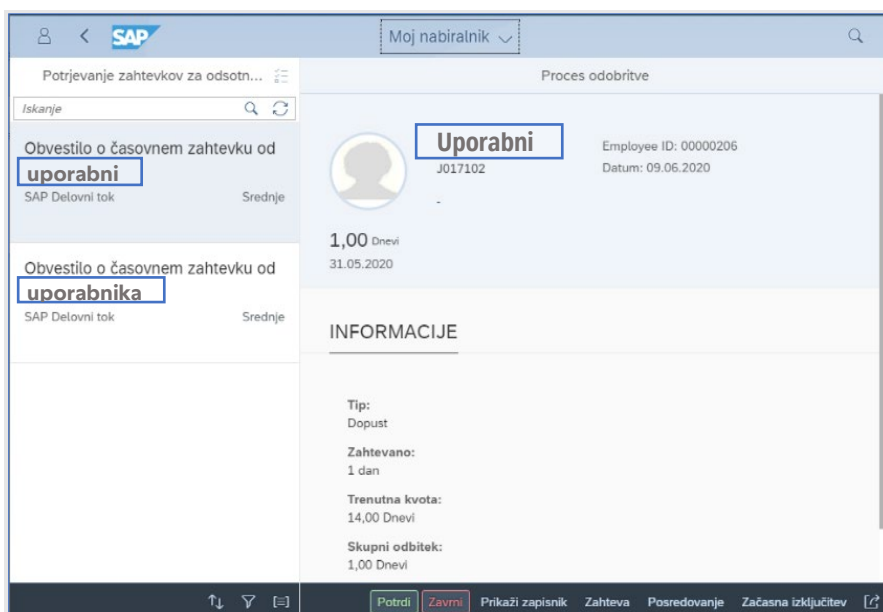 SAP
Moj nabiralnik
Potrjevanje zahtevkov za odsotn...
Iskanje
Obvestilo o časovnem zahtevku od
uporabni
SAP Delovni tok
Srednje
Obvestilo o časovnem zahtevku od
uporabnika
SAP Delovni tok
Srednje
Proces odobritve
Uporabni
J017102
-
Employee ID: 00000206
Datum: 09.06.2020
1,00 Dnevi
31.05.2020
INFORMACIJE
Tip:
Dopust
Zahtevano:
1 dan
Trenutna kvota:
14,00 Dnevi
Skupni odbitek:
1,00 Dnevi
Potrdi Zavrni Prikaži zapisnik Zahteva Posredovanje Začasna izključitev